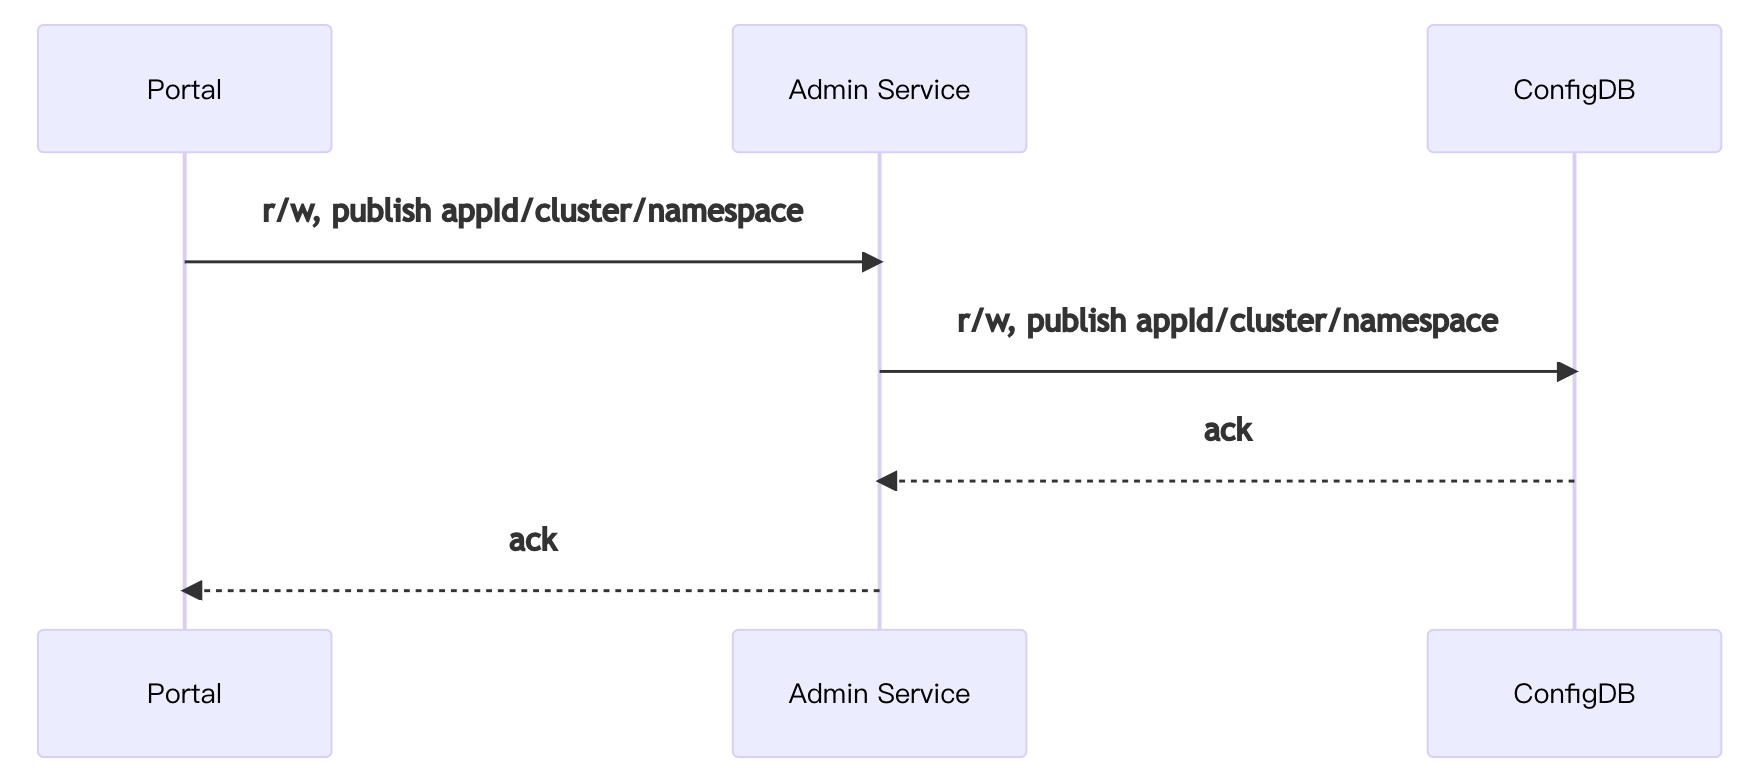 Portal
Admin Service
ConfigDB
r/w, publish appId/cluster/namespace
r/w, publish appId/cluster/namespace
ack
ack
Portal
Admin Service
ConfigDB